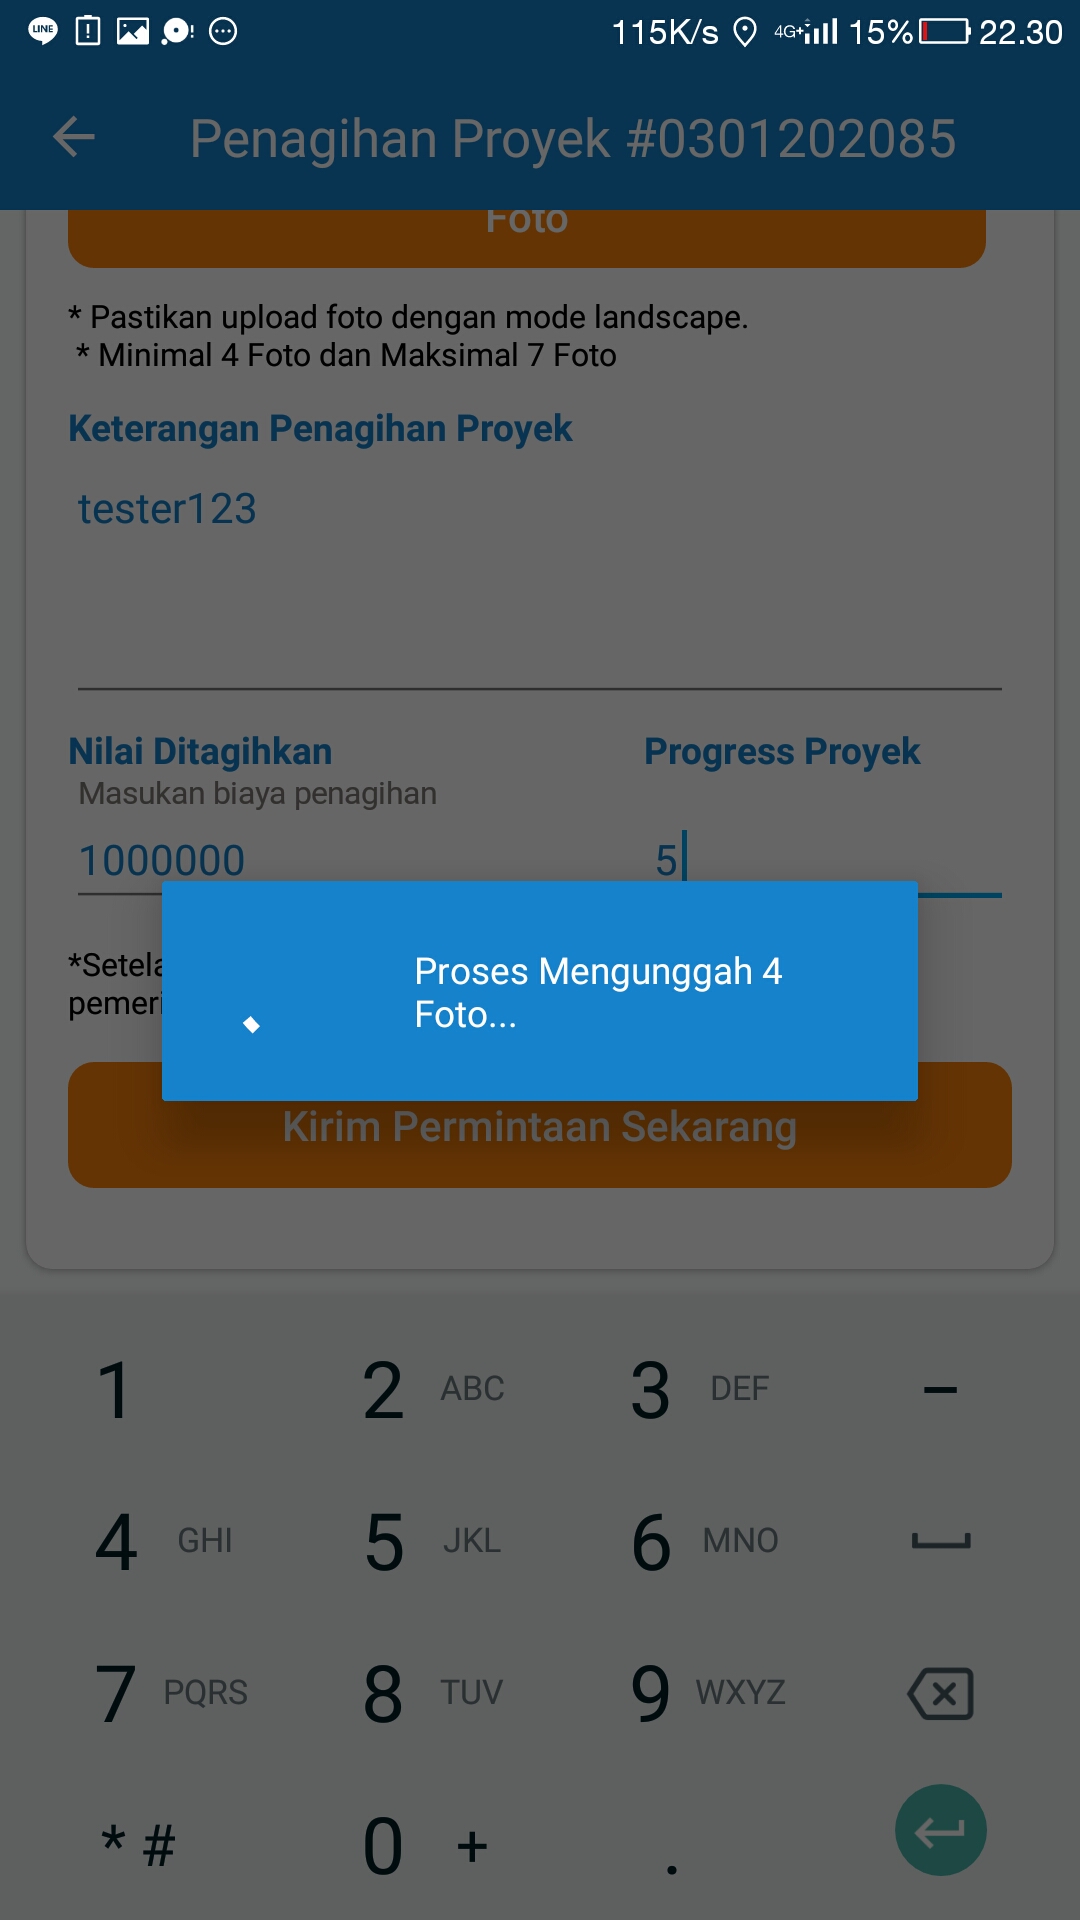 LINE 115K/s 4G+ 15% 22.30
Penagihan Proyek #0301202085
Foto
* Pastikan upload foto dengan mode landscape.
* Minimal 4 Foto dan Maksimal 7 Foto
Keterangan Penagihan Proyek
tester123
Nilai Ditagihkan Progress Proyek
Masukan biaya penagihan
1000000 5
*Setela
pemeri
Proses Mengunggah 4
Foto...
Kirim Permintaan Sekarang
1 2 ABC 3 DEF –
4 GHI 5 JKL 6 MNO
7 PQRS 8 TUV 9 WXYZ
* # 0 + .